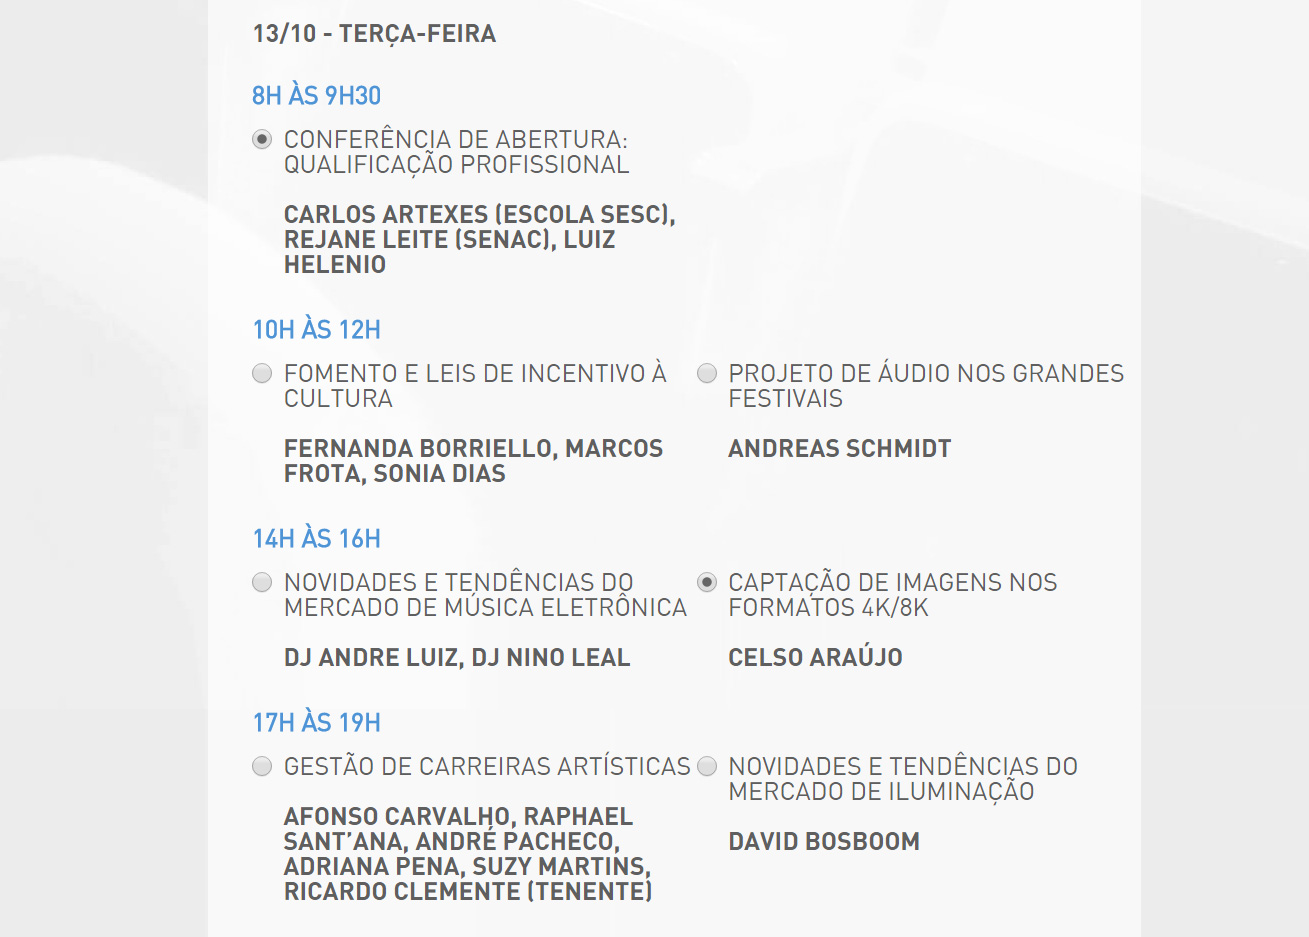 13/10 - TERÇA-FEIRA
8H ÀS 9H30
CONFERÊNCIA DE ABERTURA:
QUALIFICAÇÃO PROFISSIONAL
CARLOS ARTEXES (ESCOLA SESC),
REJANE LEITE (SENAC), LUIZ
HELENIO
10H ÀS 12H
FOMENTO E LEIS DE INCENTIVO À
CULTURA
FERNANDA BORRIELLO, MARCOS
FROTA, SONIA DIAS
PROJETO DE ÁUDIO NOS GRANDES
FESTIVAIS
ANDREAS SCHMIDT
14H ÀS 16H
NOVIDADES E TENDÊNCIAS DO
MERCADO DE MÚSICA ELETRÔNICA
DJ ANDRE LUIZ, DJ NINO LEAL
CAPTAÇÃO DE IMAGENS NOS
FORMATOS 4K/8K
CELSO ARAÚJO
17H ÀS 19H
GESTÃO DE CARREIRAS ARTÍSTICAS
AFONSO CARVALHO, RAPHAEL
SANT’ANA, ANDRÉ PACHECO,
ADRIANA PENA, SUZY MARTINS,
RICARDO CLEMENTE (TENENTE)
NOVIDADES E TENDÊNCIAS DO
MERCADO DE ILUMINAÇÃO
DAVID BOSBOOM